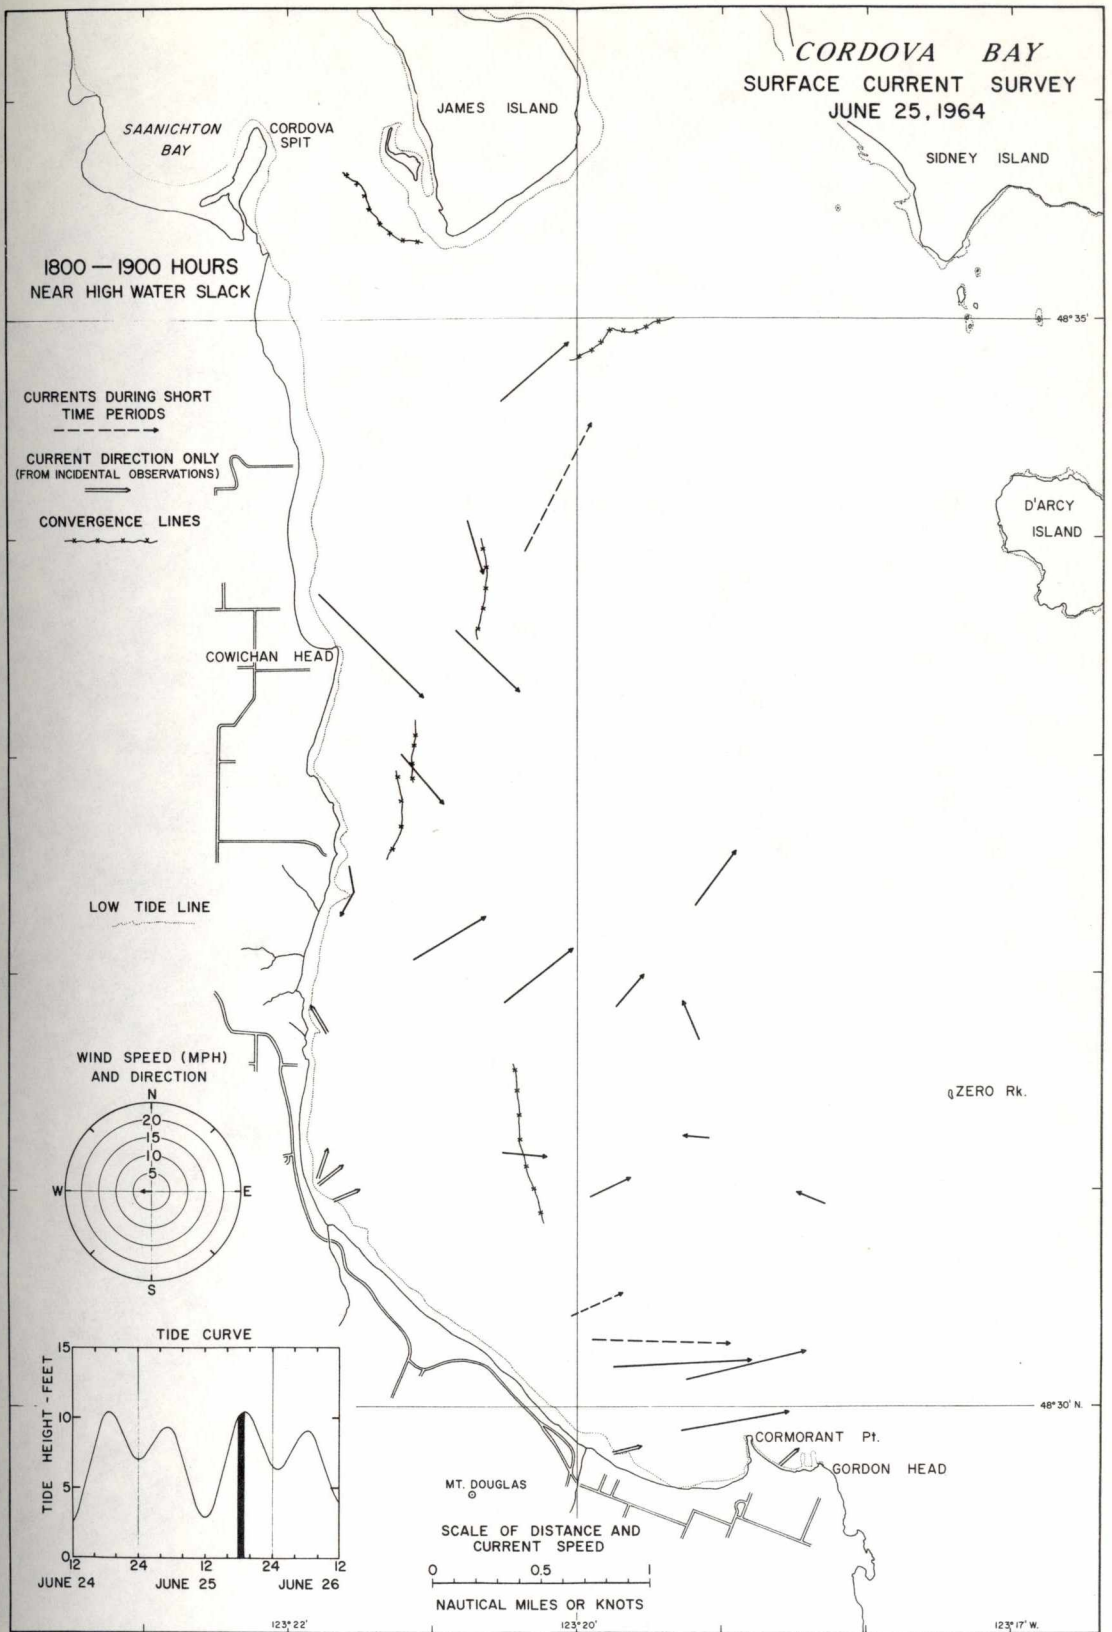 CORDOVA BAY
SURFACE CURRENT SURVEY
JUNE 25, 1964
JAMES ISLAND
SAANICHTON
BAY
CORDOVA
SPIT
SIDNEY ISLAND
1800 — 1900 HOURS
NEAR HIGH WATER SLACK
48° 35'
CURRENTS DURING SHORT
TIME PERIODS
CURRENT DIRECTION ONLY
(FROM INCIDENTAL OBSERVATIONS)
CONVERGENCE LINES
D'ARCY
ISLAND
COWICHAN HEAD
LOW TIDE LINE
WIND SPEED (MPH)
AND DIRECTION
N
20
15
10
5
W
E
S
ZERO Rk.
TIDE CURVE
TIDE HEIGHT - FEET
15
10
5
0
12 24 12 24 12
JUNE 24 JUNE 25 JUNE 26
48° 30' N.
CORMORANT Pt.
GORDON HEAD
MT. DOUGLAS
SCALE OF DISTANCE AND
CURRENT SPEED
0 0.5 1
NAUTICAL MILES OR KNOTS
123° 22' 123° 20' 123° 17' W.